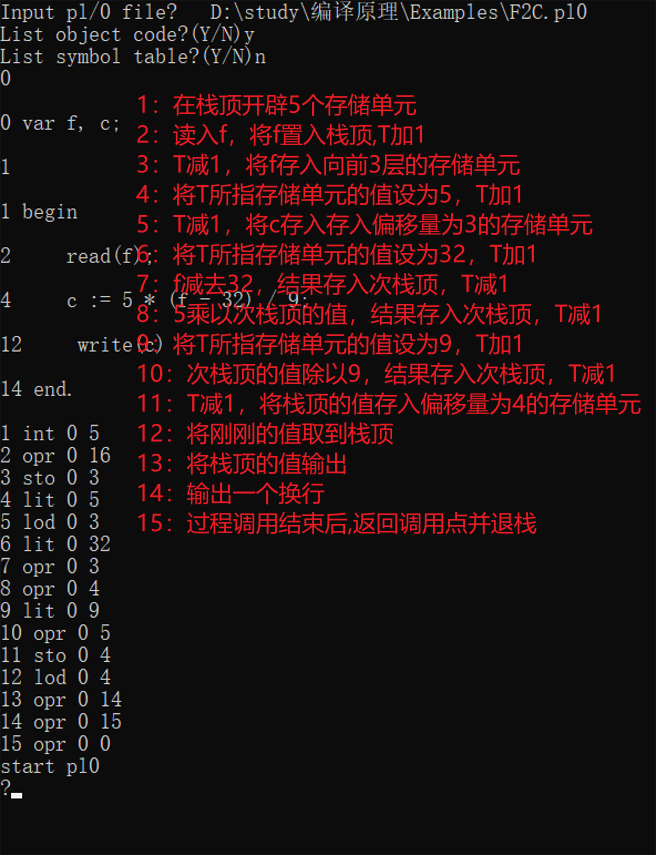 Input pl/0 file?   D:\study\编译原理\Examples\F2C.pl0
List object code?(Y/N)y
List symbol table?(Y/N)n
0
0 var f, c;
1
1 begin
2     read(f);
4     c := 5 * (f - 32) / 9;
12     write(c)
14 end.
1 int 0 5
2 opr 0 16
3 sto 0 3
4 lit 0 5
5 lod 0 3
6 lit 0 32
7 opr 0 3
8 opr 0 4
9 lit 0 9
10 opr 0 5
11 sto 0 4
12 lod 0 4
13 opr 0 14
14 opr 0 15
15 opr 0 0
start pl0
?
1：在栈顶开辟5个存储单元
2：读入f，将f置入栈顶,T加1
3：T减1，将f存入向前3层的存储单元
4：将T所指存储单元的值设为5，T加1
5：T减1，将c存入存入偏移量为3的存储单元
6：将T所指存储单元的值设为32，T加1
7：f减去32，结果存入次栈顶，T减1
8：5乘以次栈顶的值，结果存入次栈顶，T减1
9：将T所指存储单元的值设为9，T加1
10：次栈顶的值除以9，结果存入次栈顶，T减1
11：T减1，将栈顶的值存入偏移量为4的存储单元
12：将刚刚的值取到栈顶
13：将栈顶的值输出
14：输出一个换行
15：过程调用结束后,返回调用点并退栈